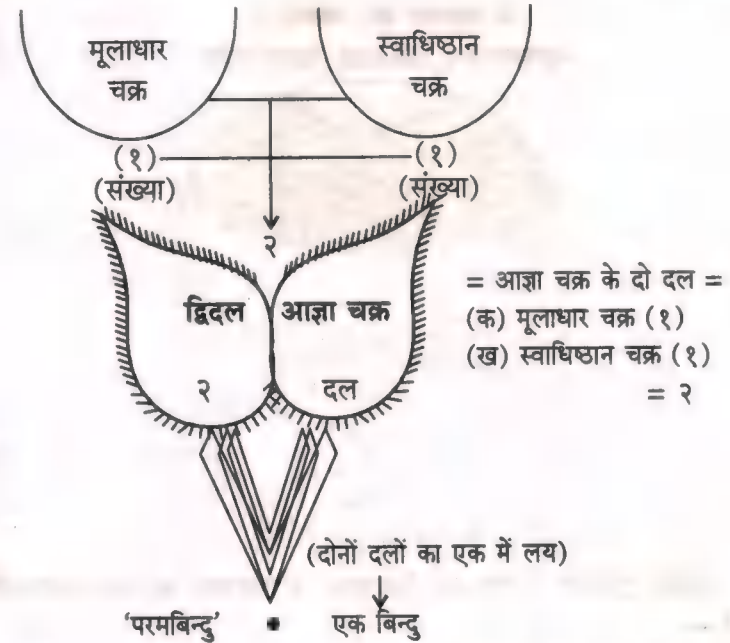 मूलाधार
चक्र
स्वाधिष्ठान
चक्र
(१) (१)
(संख्या) (संख्या)
२
द्विदल आज्ञा चक्र
२ दल
= आज्ञा चक्र के दो दल =
(क) मूलाधार चक्र (१)
(ख) स्वाधिष्ठान चक्र (१)
= २
(दोनों दलों का एक में लय)
'परमबिन्दु' • एक बिन्दु